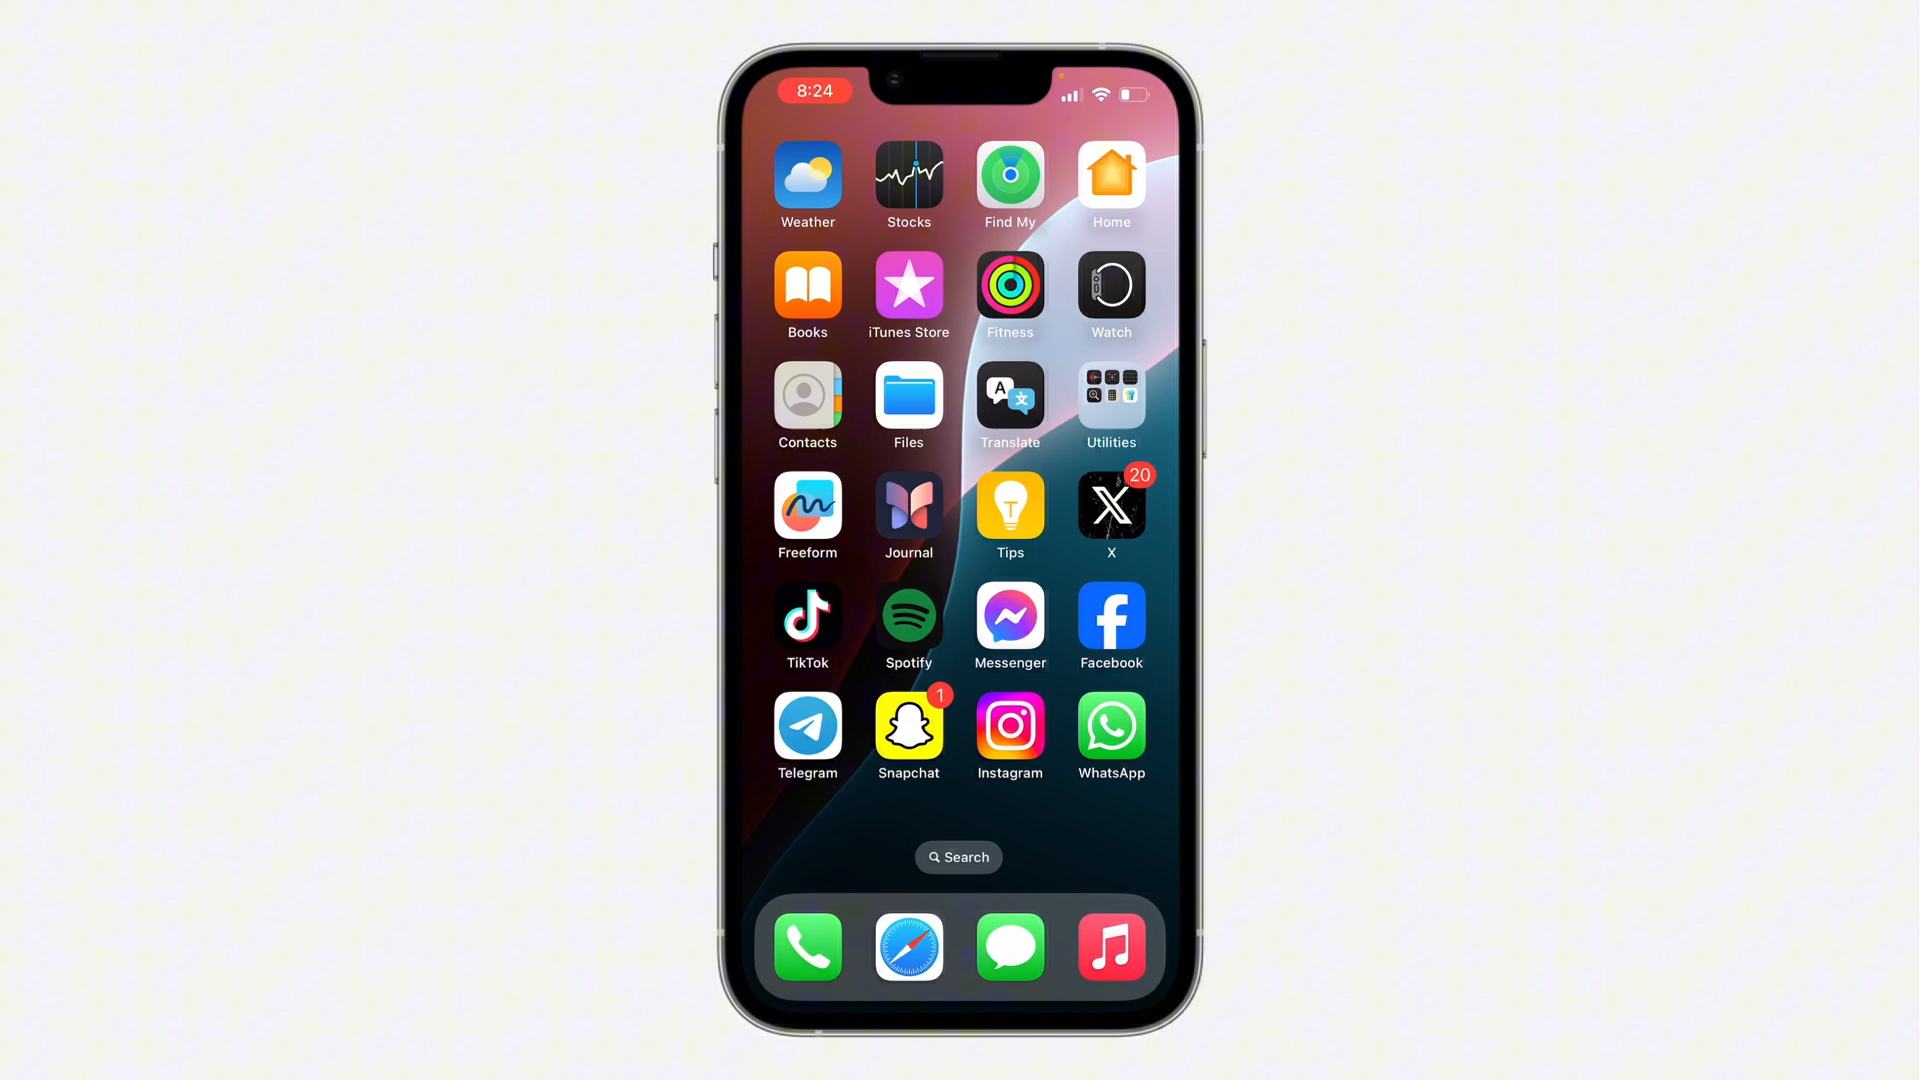 8:24
Weather Stocks Find My Home
Books iTunes Store Fitness Watch
Contacts Files Translate Utilities
20
Freeform Journal Tips X
TikTok Spotify Messenger Facebook
1
Telegram Snapchat Instagram WhatsApp
Search